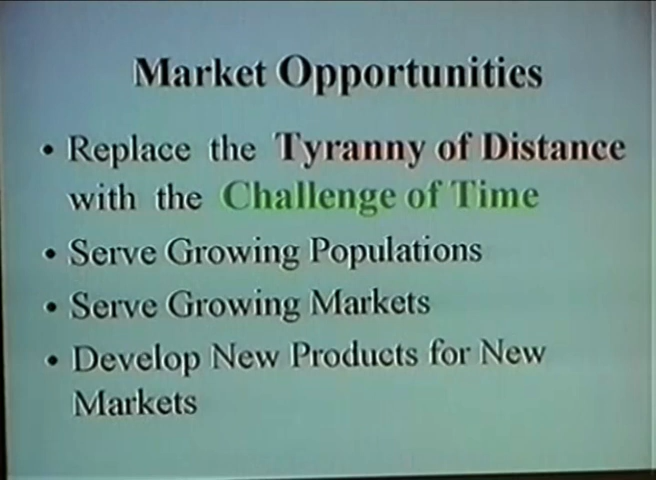 Market Opportunities
• Replace the Tyranny of Distance
with the Challenge of Time
• Serve Growing Populations
• Serve Growing Markets
• Develop New Products for New
Markets